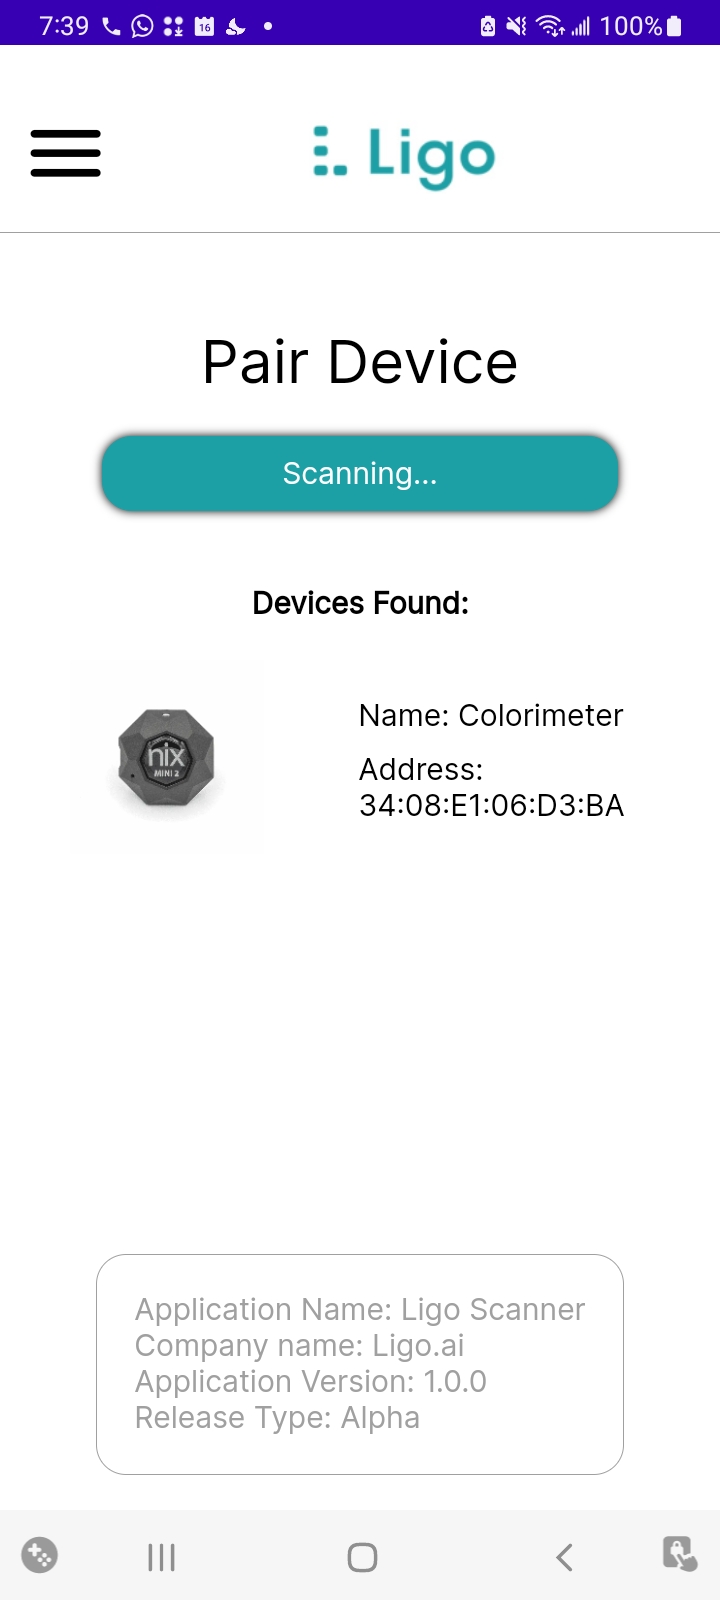 7:39
16
100%
Ligo
Pair Device
Scanning...
Devices Found:
nix
MINI 2
Name: Colorimeter
Address:
34:08:E1:06:D3:BA
Application Name: Ligo Scanner
Company name: Ligo.ai
Application Version: 1.0.0
Release Type: Alpha